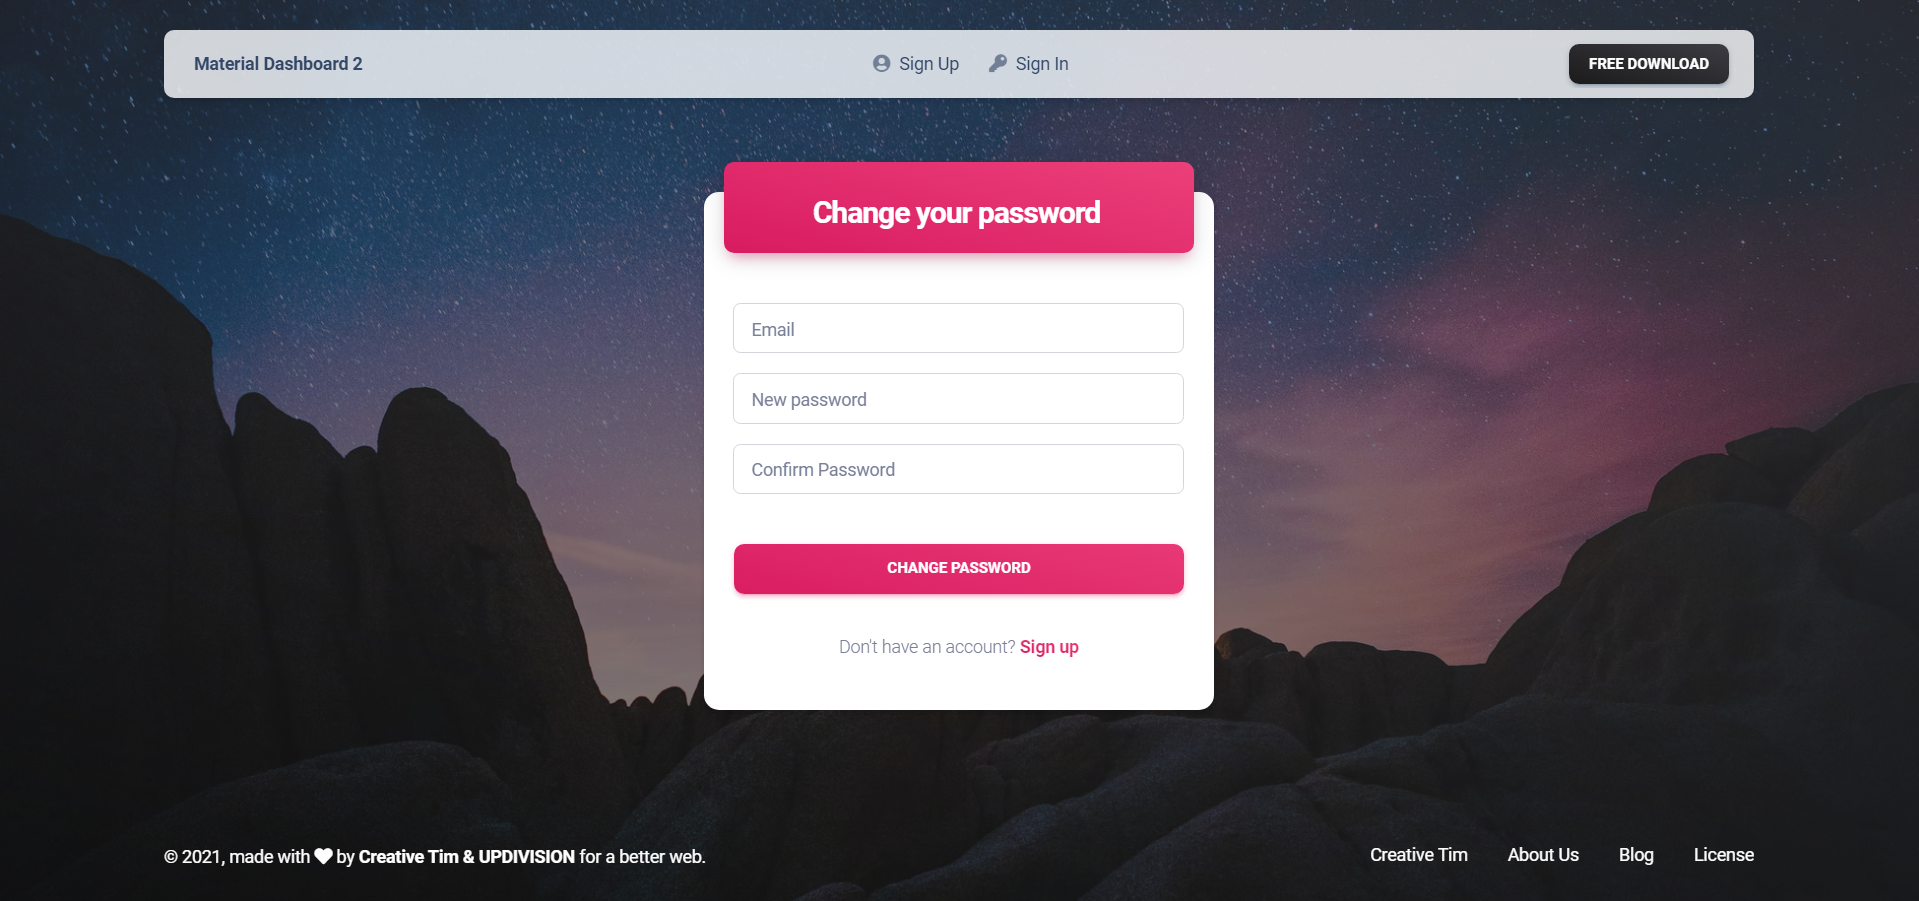 Material Dashboard 2
Sign Up
Sign In
FREE DOWNLOAD
Change your password
Email
New password
Confirm Password
CHANGE PASSWORD
Don't have an account? Sign up
© 2021, made with by Creative Tim & UPDIVISION for a better web.
Creative Tim
About Us
Blog
License